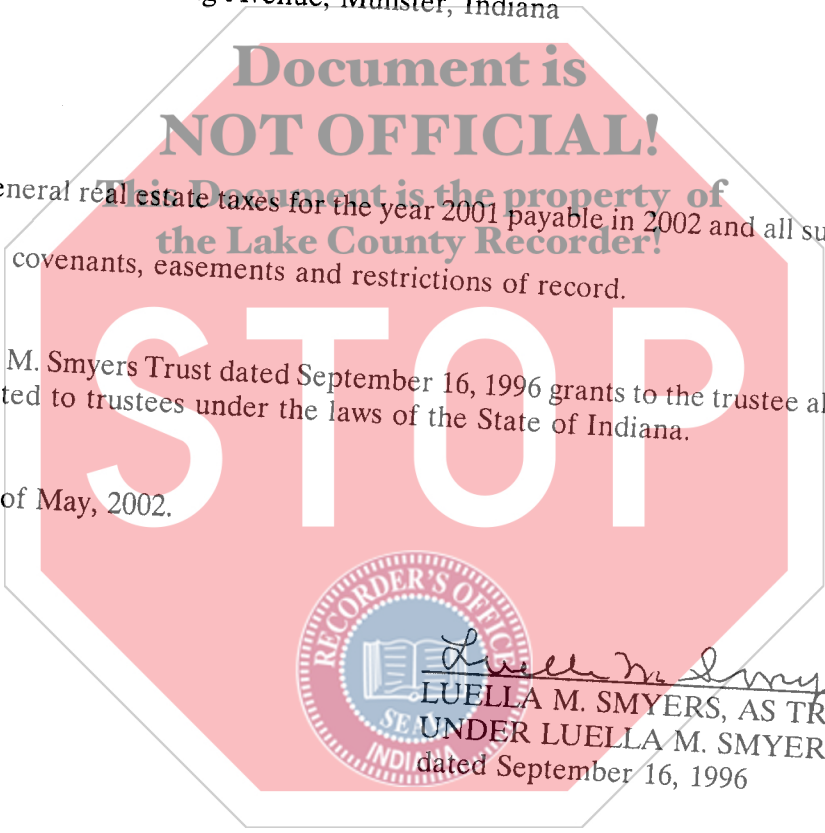 Avenue, Munster, Indiana
Document is
NOT OFFICIAL!
This Document is the property of
the Lake County Recorder!
eneral real estate taxes for the year 2001 payable in 2002 and all su
covenants, easements and restrictions of record.
STOP
M. Smyers Trust dated September 16, 1996 grants to the trustee al
ted to trustees under the laws of the State of Indiana.
of May, 2002.
RECORDER'S OFFICE
SEAL
INDIANA
Luella M. Smy
LUELLA M. SMYERS, AS TR
UNDER LUELLA M. SMYER
dated September 16, 1996